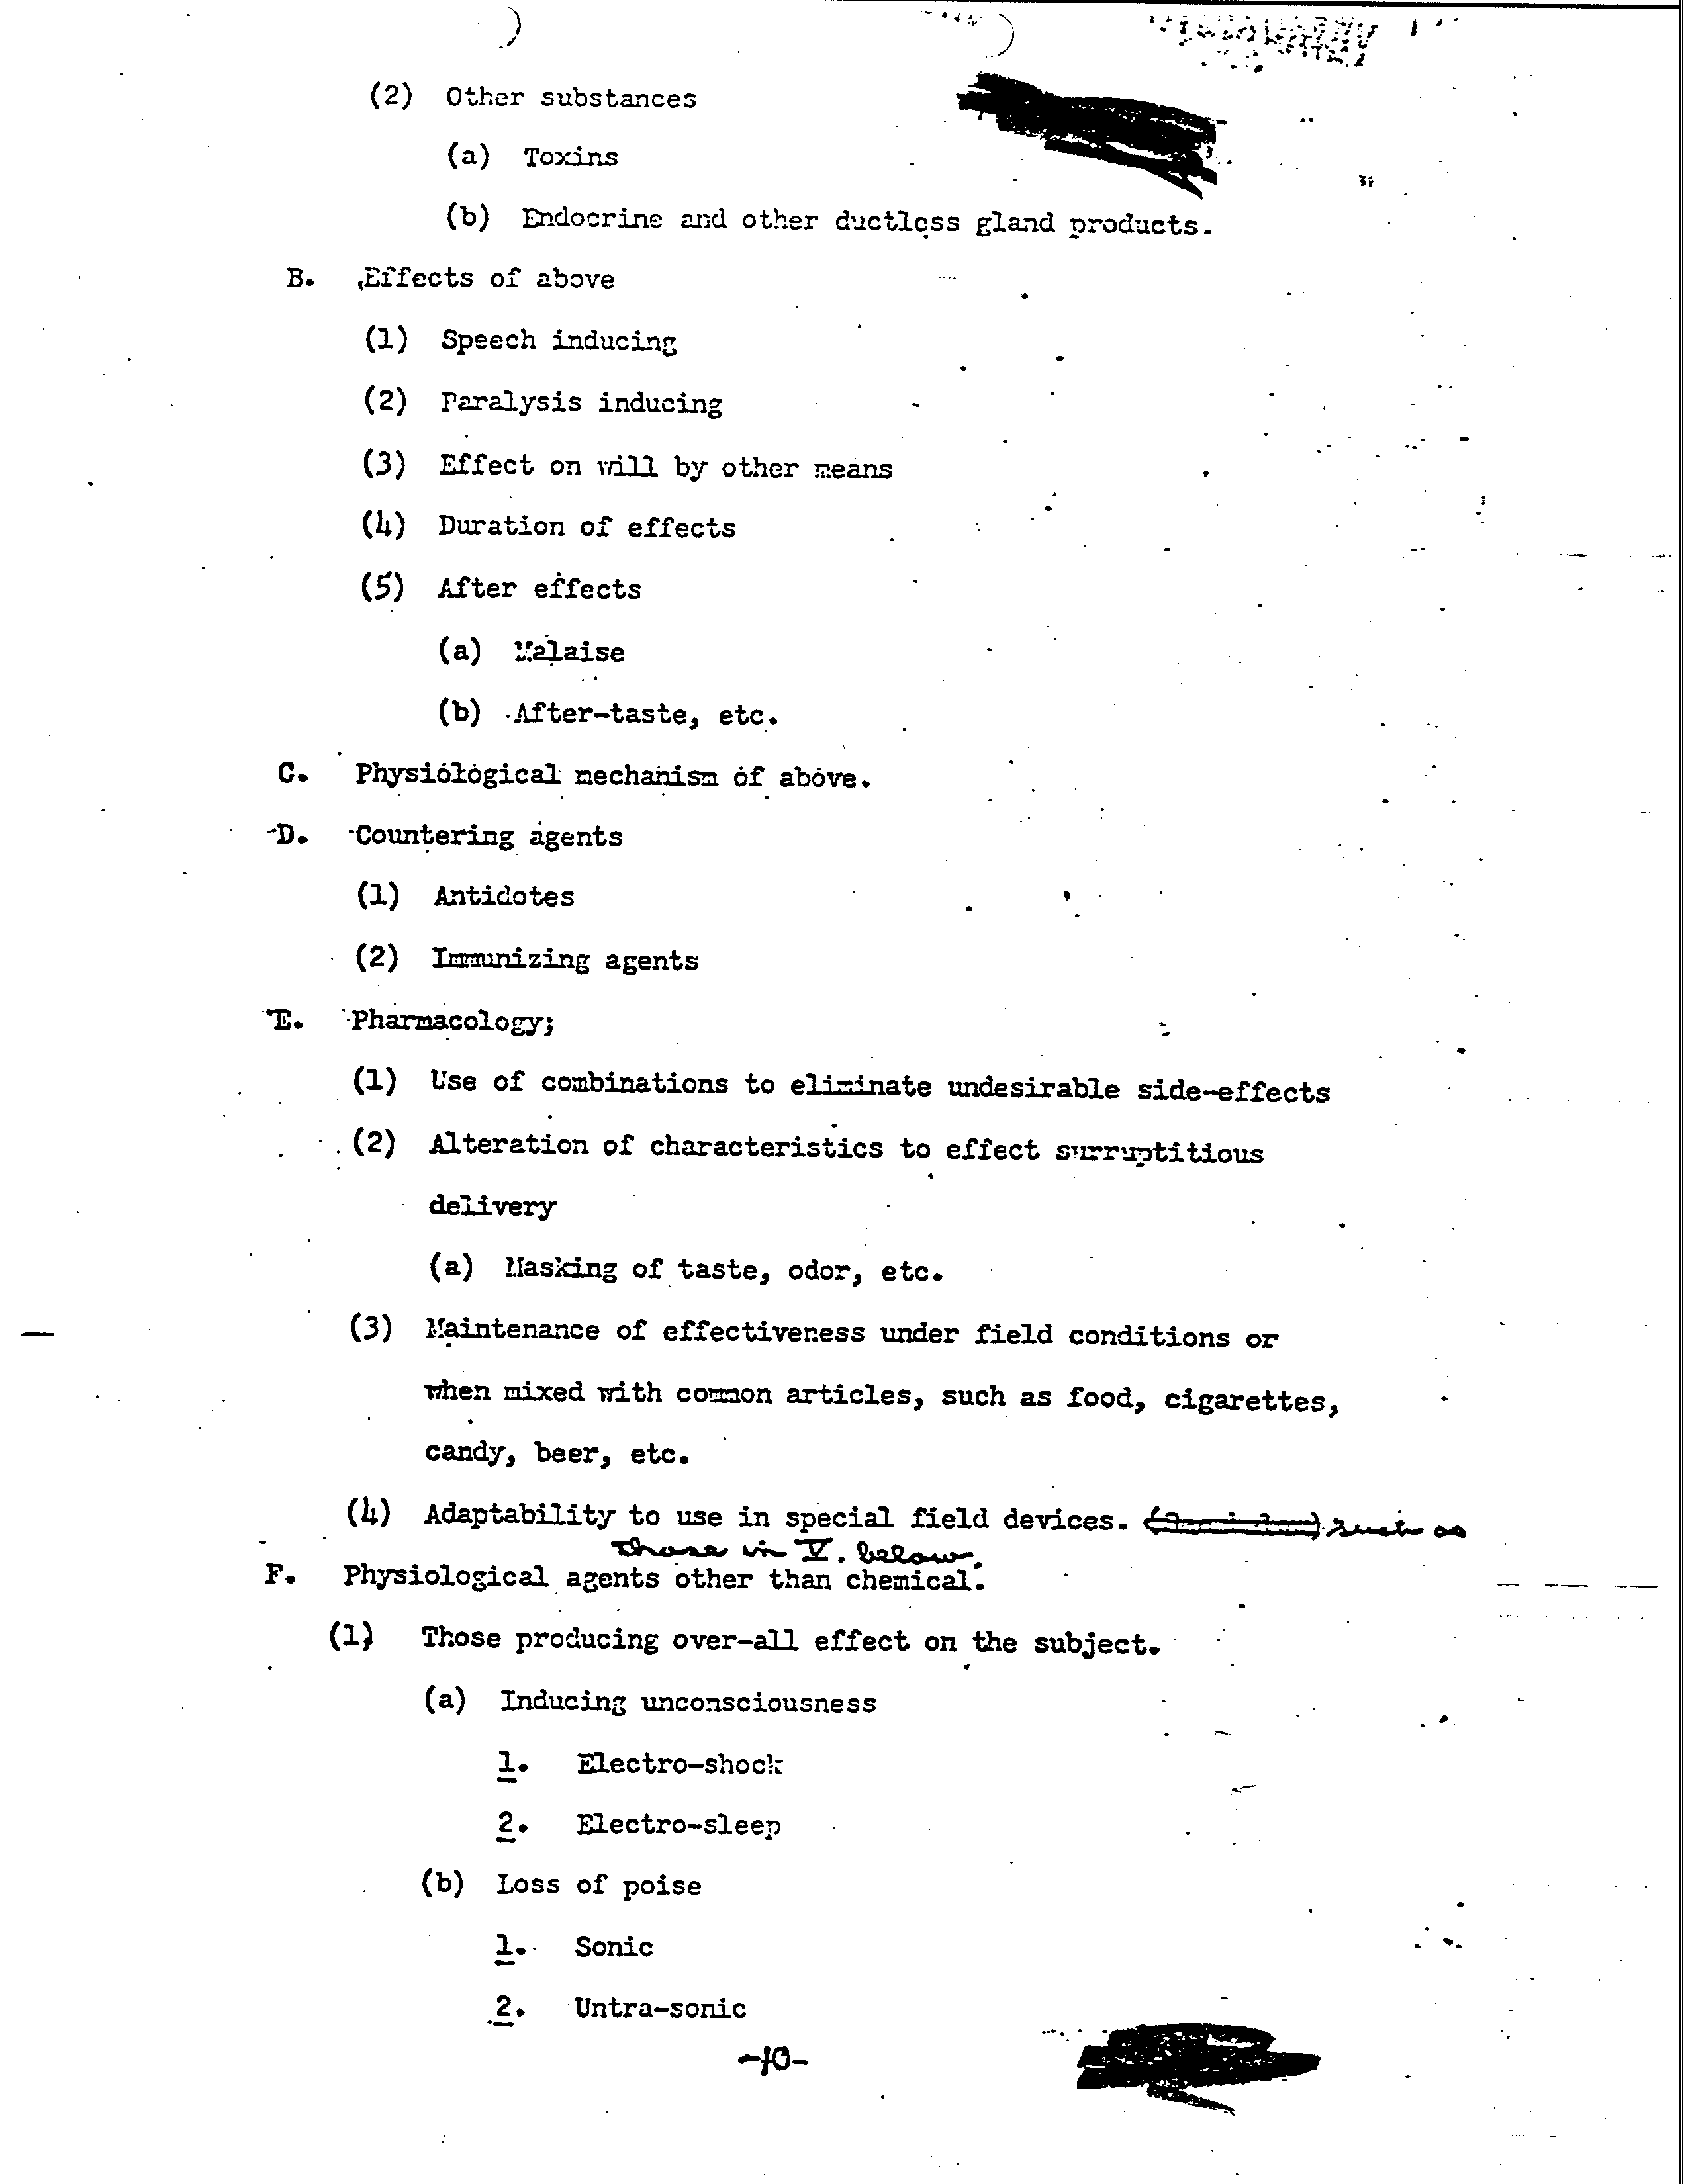 (2) Other substances
(a) Toxins
(b) Endocrine and other ductless gland products.
B. Effects of above
(1) Speech inducing
(2) Paralysis inducing
(3) Effect on will by other means
(4) Duration of effects
(5) After effects
(a) Malaise
(b) After-taste, etc.
C. Physiological mechanism of above.
D. Countering agents
(1) Antidotes
(2) Immunizing agents
E. Pharmacology;
(1) Use of combinations to eliminate undesirable side-effects
(2) Alteration of characteristics to effect surruptitious
delivery
(a) Masking of taste, odor, etc.
(3) Maintenance of effectiveness under field conditions or
when mixed with common articles, such as food, cigarettes,
candy, beer, etc.
(4) Adaptability to use in special field devices. such as
those in V. below.
F. Physiological agents other than chemical.
(1) Those producing over-all effect on the subject.
(a) Inducing unconsciousness
1. Electro-shock
2. Electro-sleep
(b) Loss of poise
1. Sonic
2. Untra-sonic
-10-